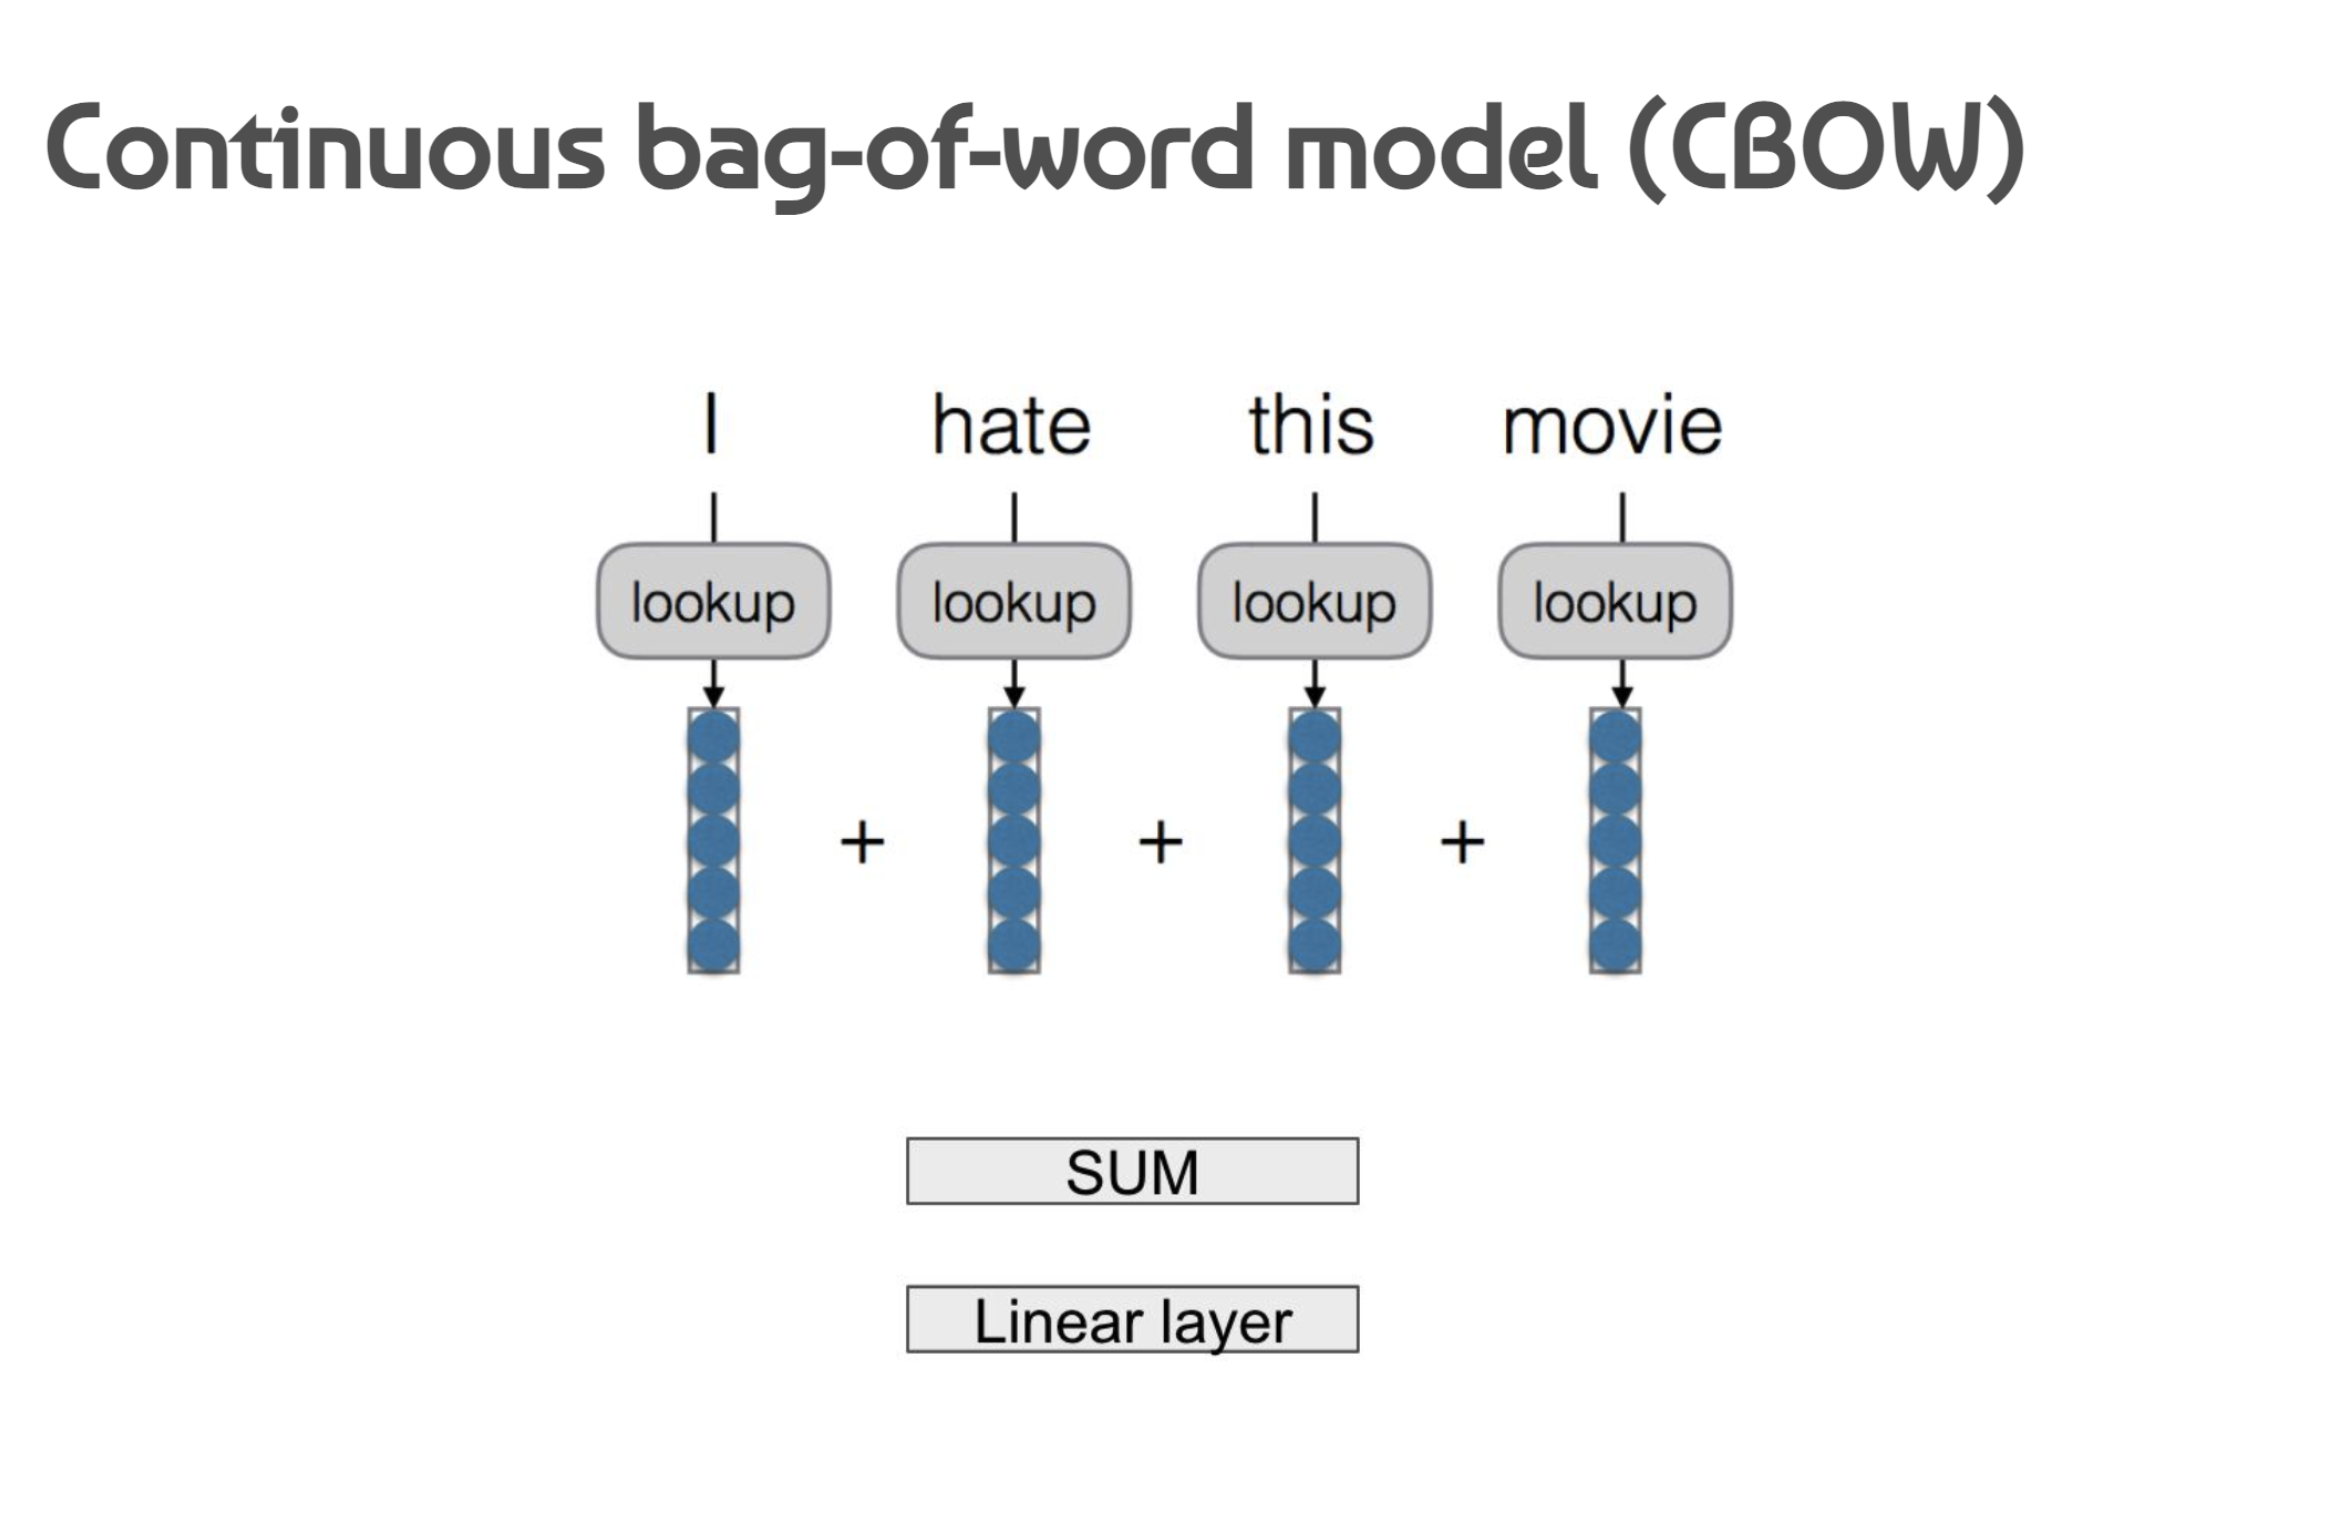 Continuous bag-of-word model (CBOW)
I hate this movie
lookup lookup lookup lookup
+ + +
SUM
Linear layer